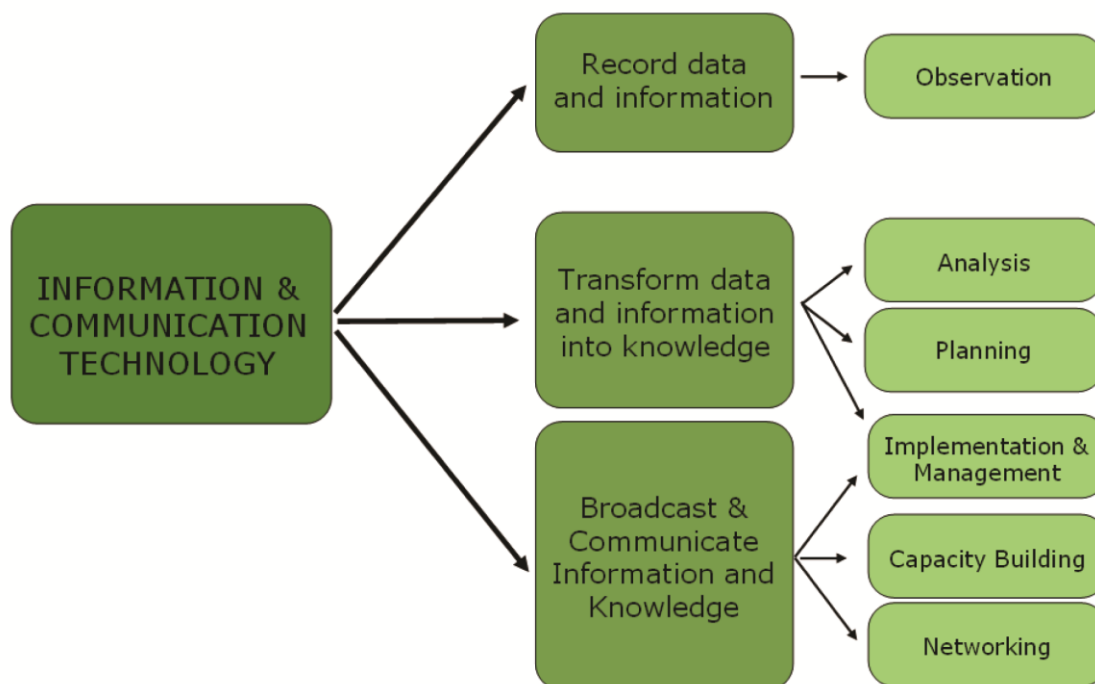 INFORMATION &
COMMUNICATION
TECHNOLOGY
Record data
and information
Observation
Transform data
and information
into knowledge
Analysis
Planning
Implementation &
Management
Broadcast &
Communicate
Information and
Knowledge
Capacity Building
Networking